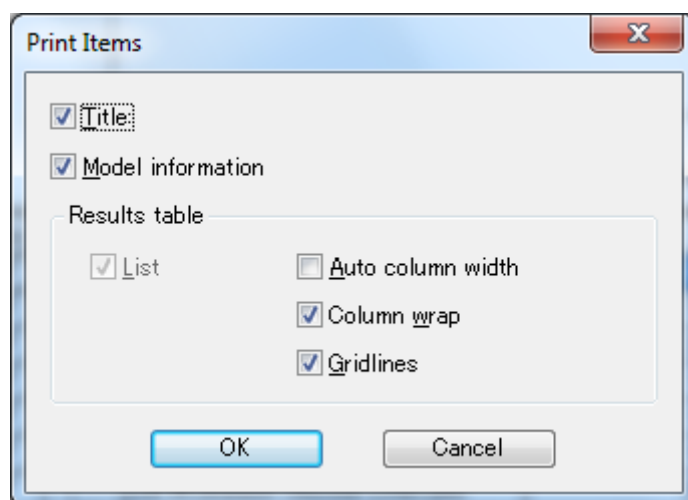 Print Items
Title:
Model information
Results table
List
Auto column width
Column wrap
Gridlines
OK
Cancel